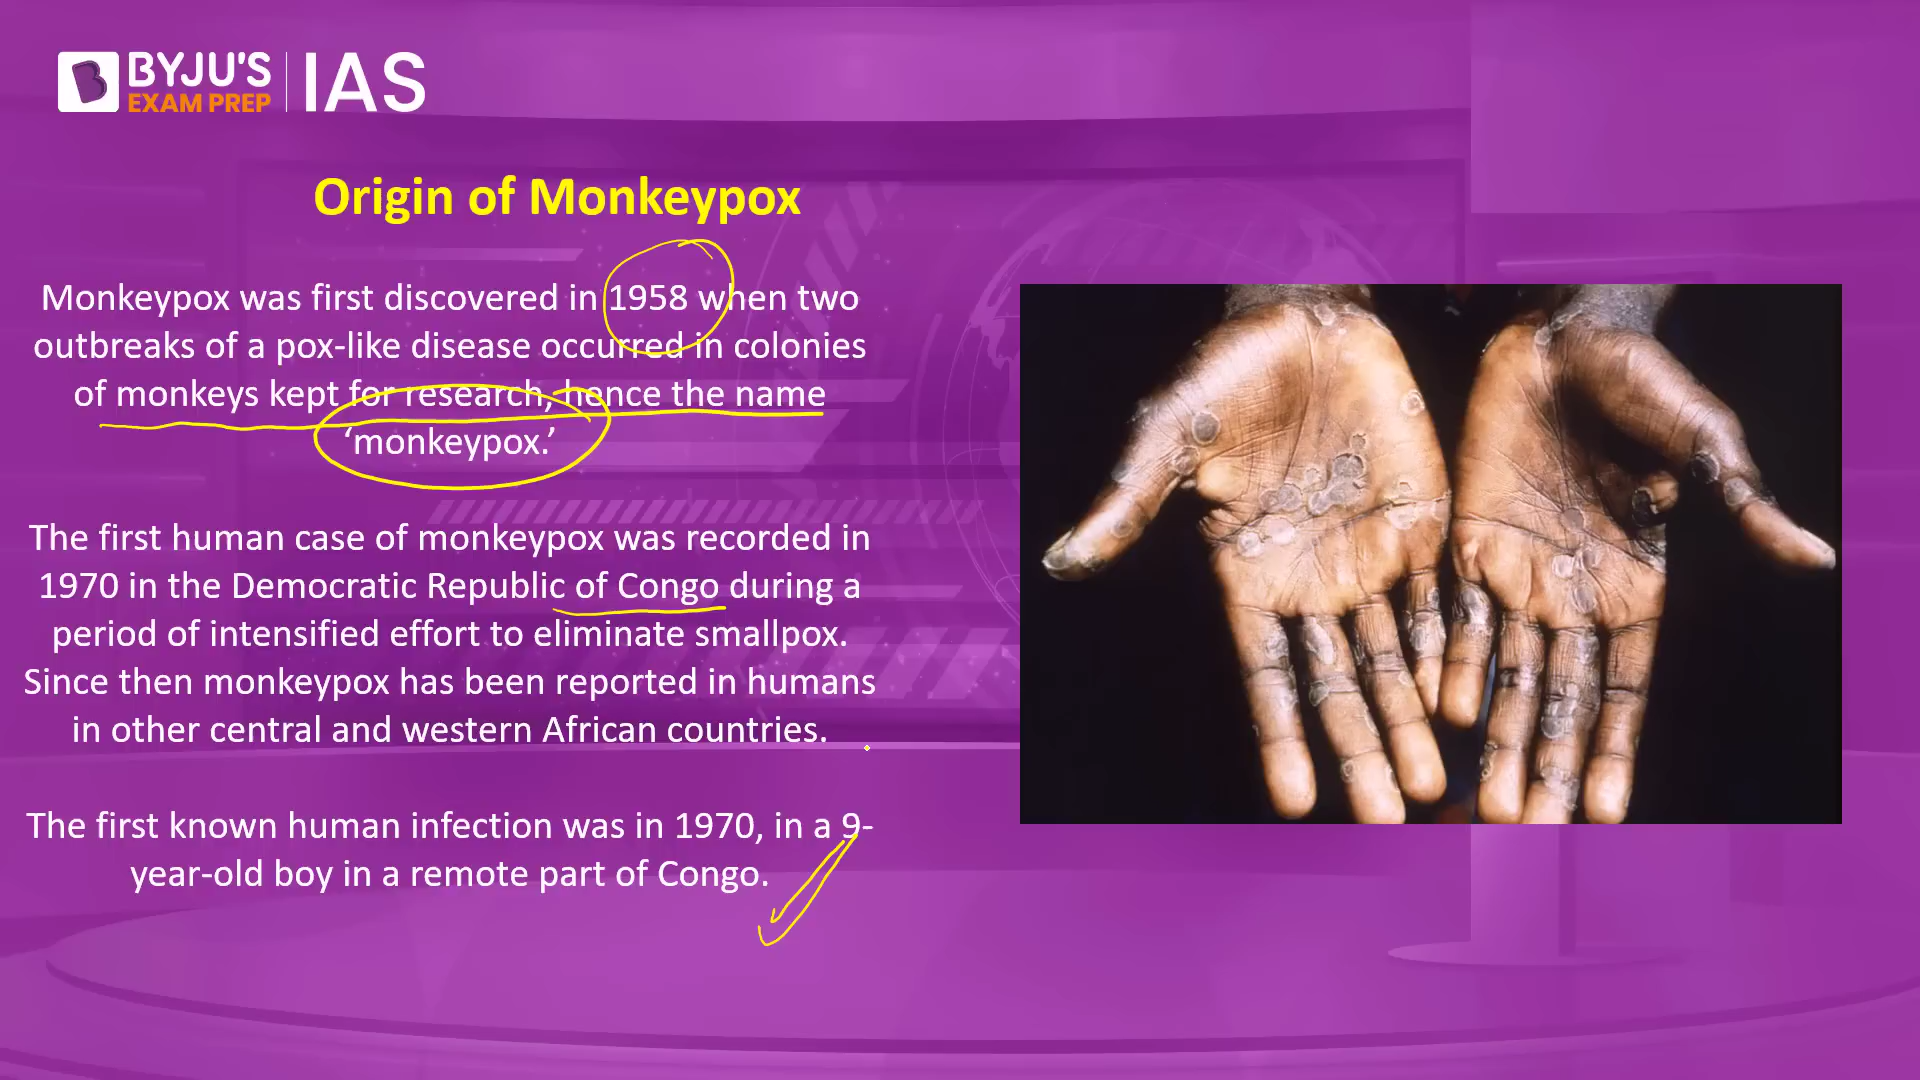 BYJU'S
EXAM PREP
IAS
Origin of Monkeypox
Monkeypox was first discovered in 1958 when two
outbreaks of a pox-like disease occurred in colonies
of monkeys kept for research, hence the name
‘monkeypox.’
The first human case of monkeypox was recorded in
1970 in the Democratic Republic of Congo during a
period of intensified effort to eliminate smallpox.
Since then monkeypox has been reported in humans
in other central and western African countries.
The first known human infection was in 1970, in a 9-
year-old boy in a remote part of Congo.